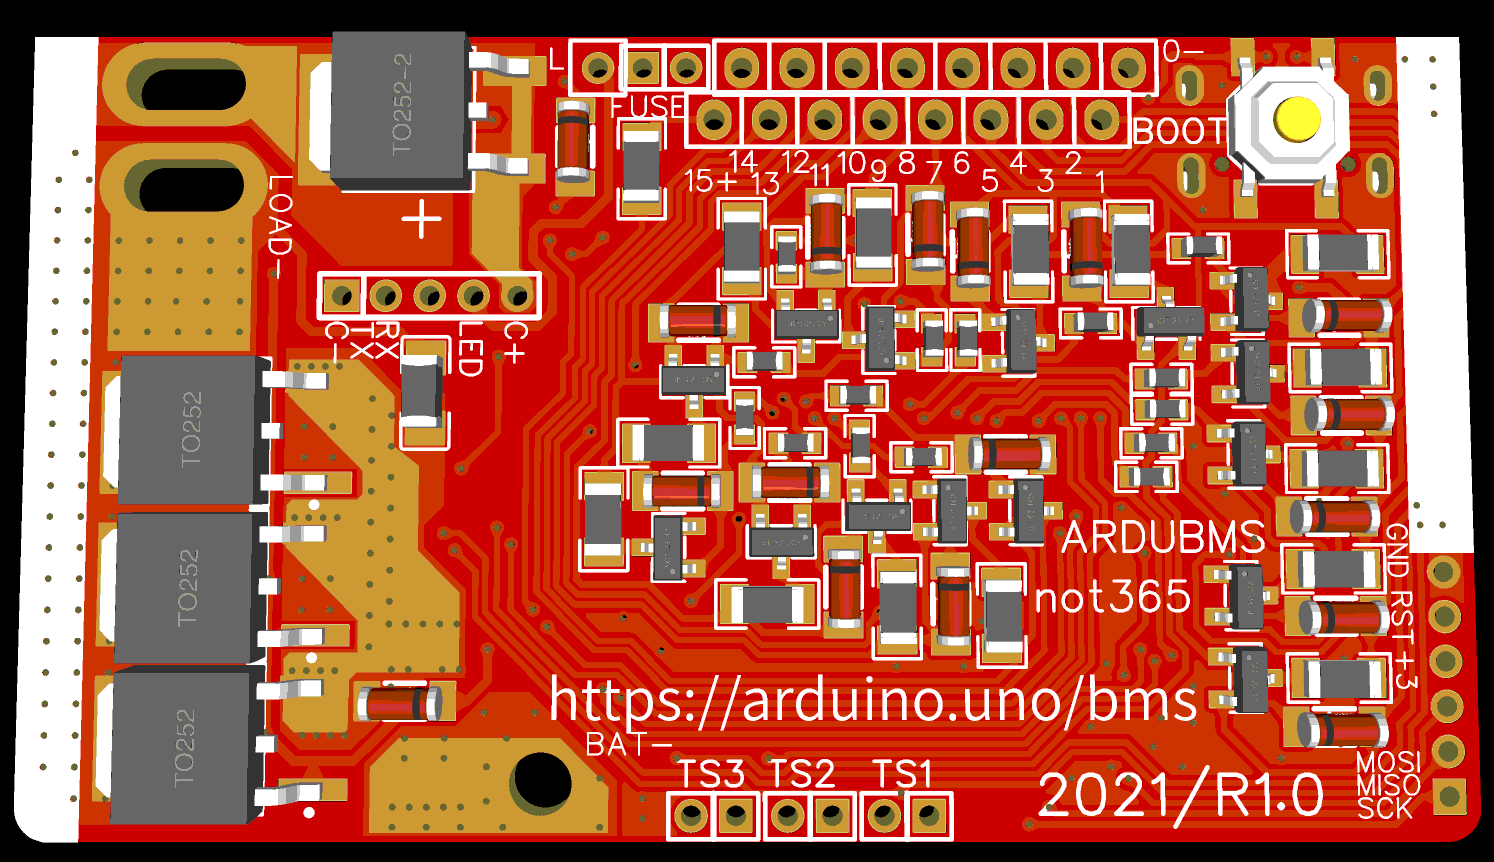 TO252-2
L
0-
FUSE
BOOT
14
12
11
10
9
8
7
6
4
2
15+
13
5
3
1
LOAD-
+
C-
TX
RX
LED
C+
TO252
TO252
TO252
ARDUBMS
not365
GND RST +3
https://arduino.uno/bms
BAT-
TS3
TS2
TS1
2021/R1.0
MOSI
MISO
SCK